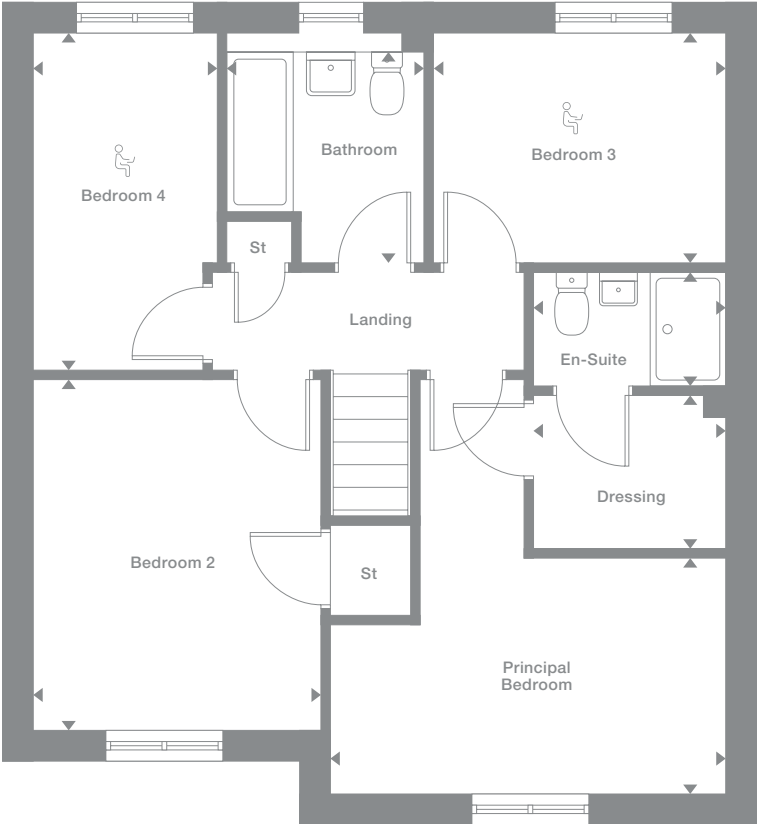 Bathroom
Bedroom 3
Bedroom 4
St
Landing
En-Suite
Dressing
Bedroom 2
St
Principal
Bedroom